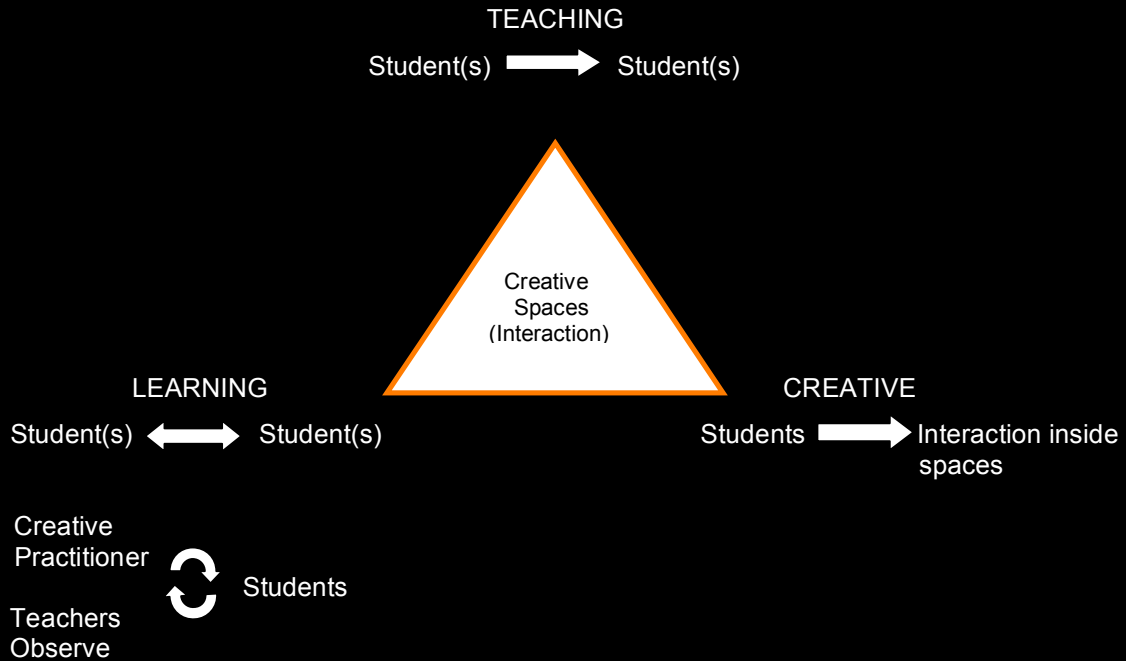 TEACHING
Student(s) Student(s)
Creative
Spaces
(Interaction)
LEARNING
Student(s) Student(s)
CREATIVE
Students Interaction inside
spaces
Creative
Practitioner
Students
Teachers
Observe